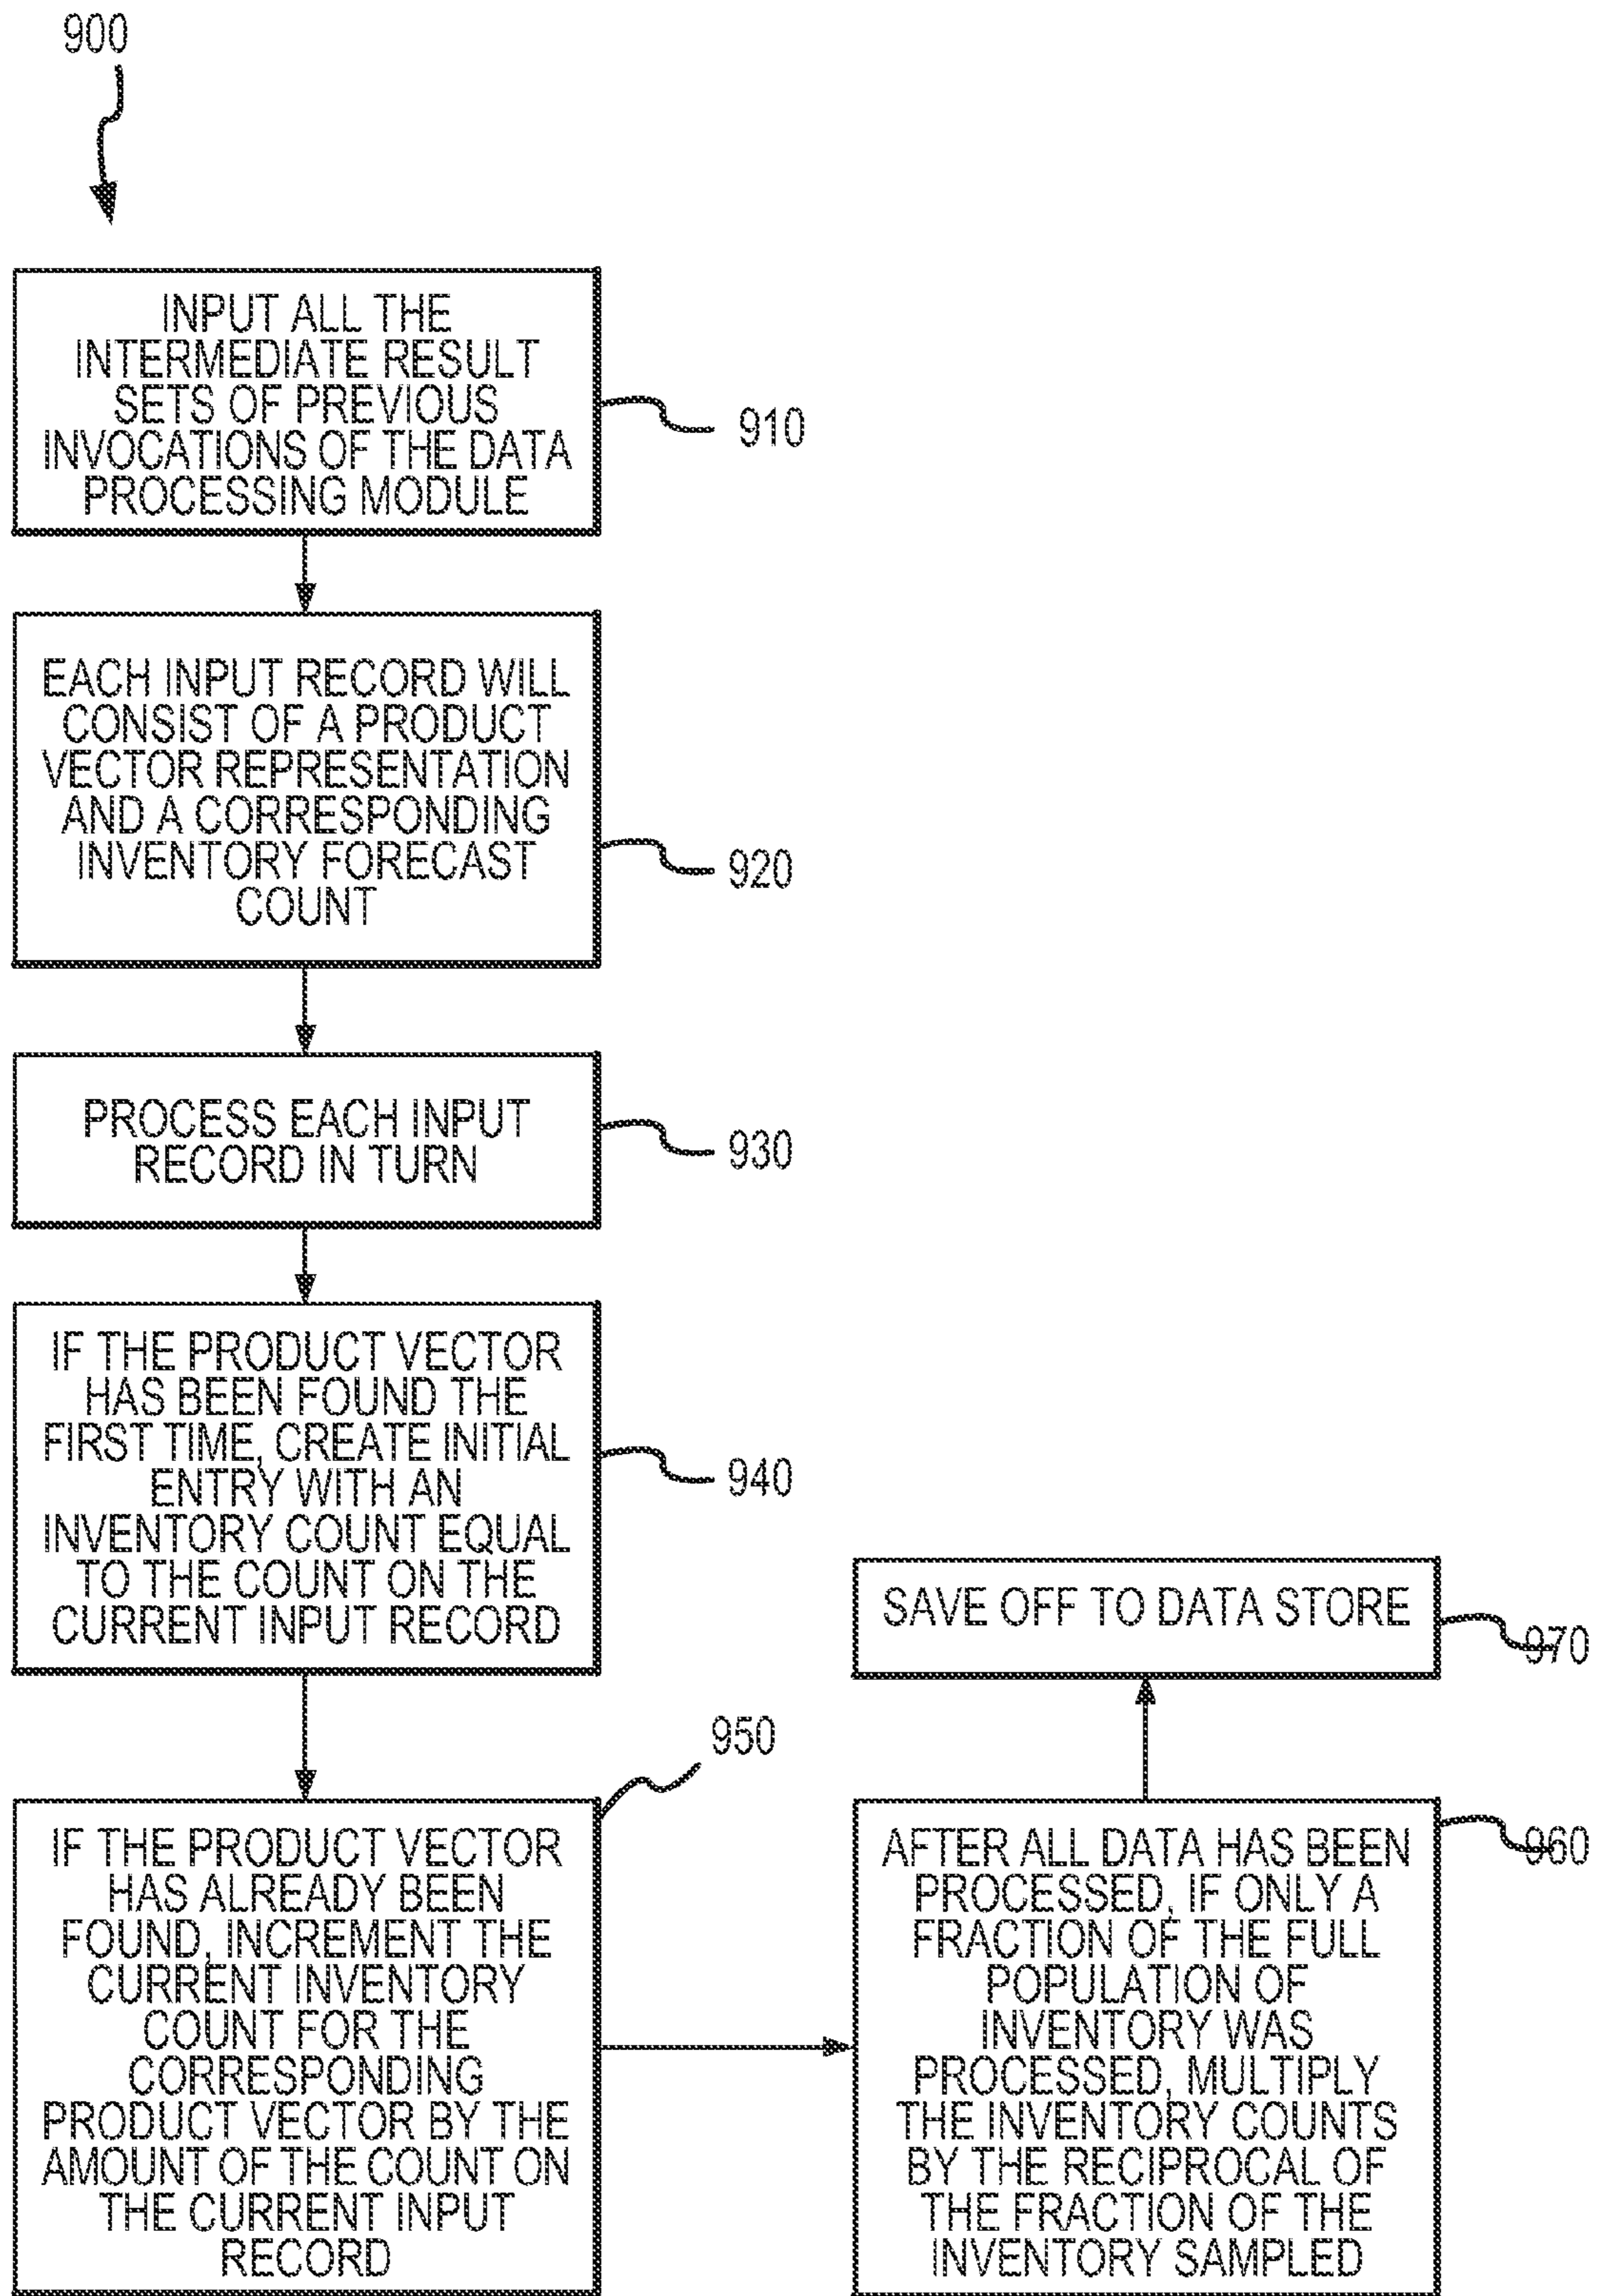 900
INPUT ALL THE
INTERMEDIATE RESULT
SETS OF PREVIOUS
INVOCATIONS OF THE DATA
PROCESSING MODULE
910
EACH INPUT RECORD WILL
CONSIST OF A PRODUCT
VECTOR REPRESENTATION
AND A CORRESPONDING
INVENTORY FORECAST
COUNT
920
PROCESS EACH INPUT
RECORD IN TURN
930
IF THE PRODUCT VECTOR
HAS BEEN FOUND THE
FIRST TIME, CREATE INITIAL
ENTRY WITH AN
INVENTORY COUNT EQUAL
TO THE COUNT ON THE
CURRENT INPUT RECORD
940
950
IF THE PRODUCT VECTOR
HAS ALREADY BEEN
FOUND, INCREMENT THE
CURRENT INVENTORY
COUNT FOR THE
CORRESPONDING
PRODUCT VECTOR BY THE
AMOUNT OF THE COUNT ON
THE CURRENT INPUT
RECORD
AFTER ALL DATA HAS BEEN
PROCESSED, IF ONLY A
FRACTION OF THE FULL
POPULATION OF
INVENTORY WAS
PROCESSED, MULTIPLY
THE INVENTORY COUNTS
BY THE RECIPROCAL OF
THE FRACTION OF THE
INVENTORY SAMPLED
960
SAVE OFF TO DATA STORE
970